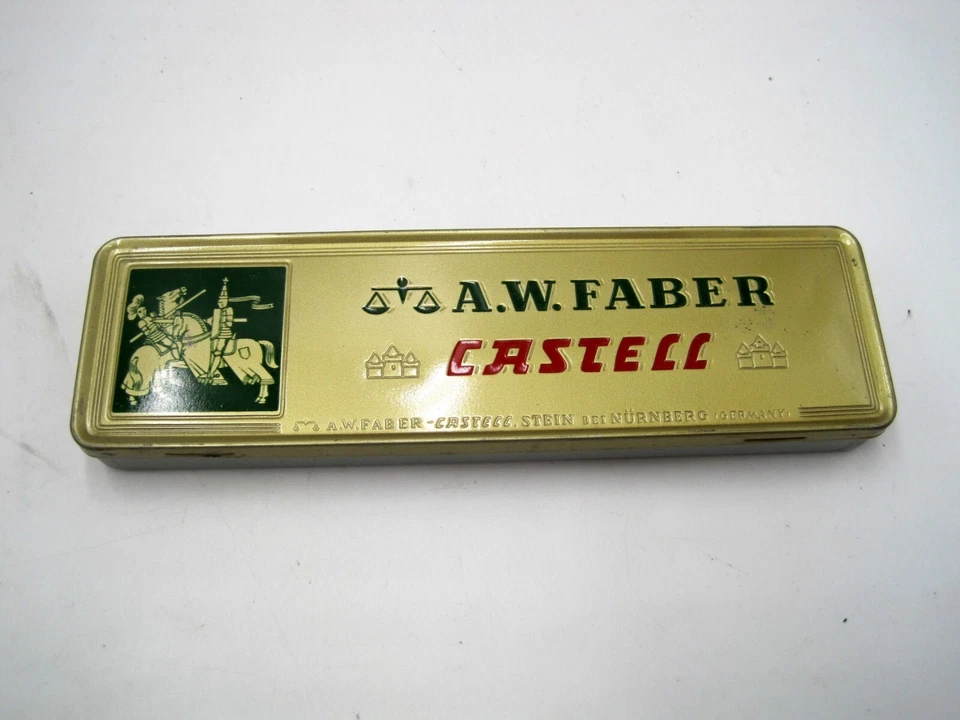 A.W. FABER
CASTELL
A.W. FABER-CASTELL, STEIN BEI NÜRNBERG (GERMANY)